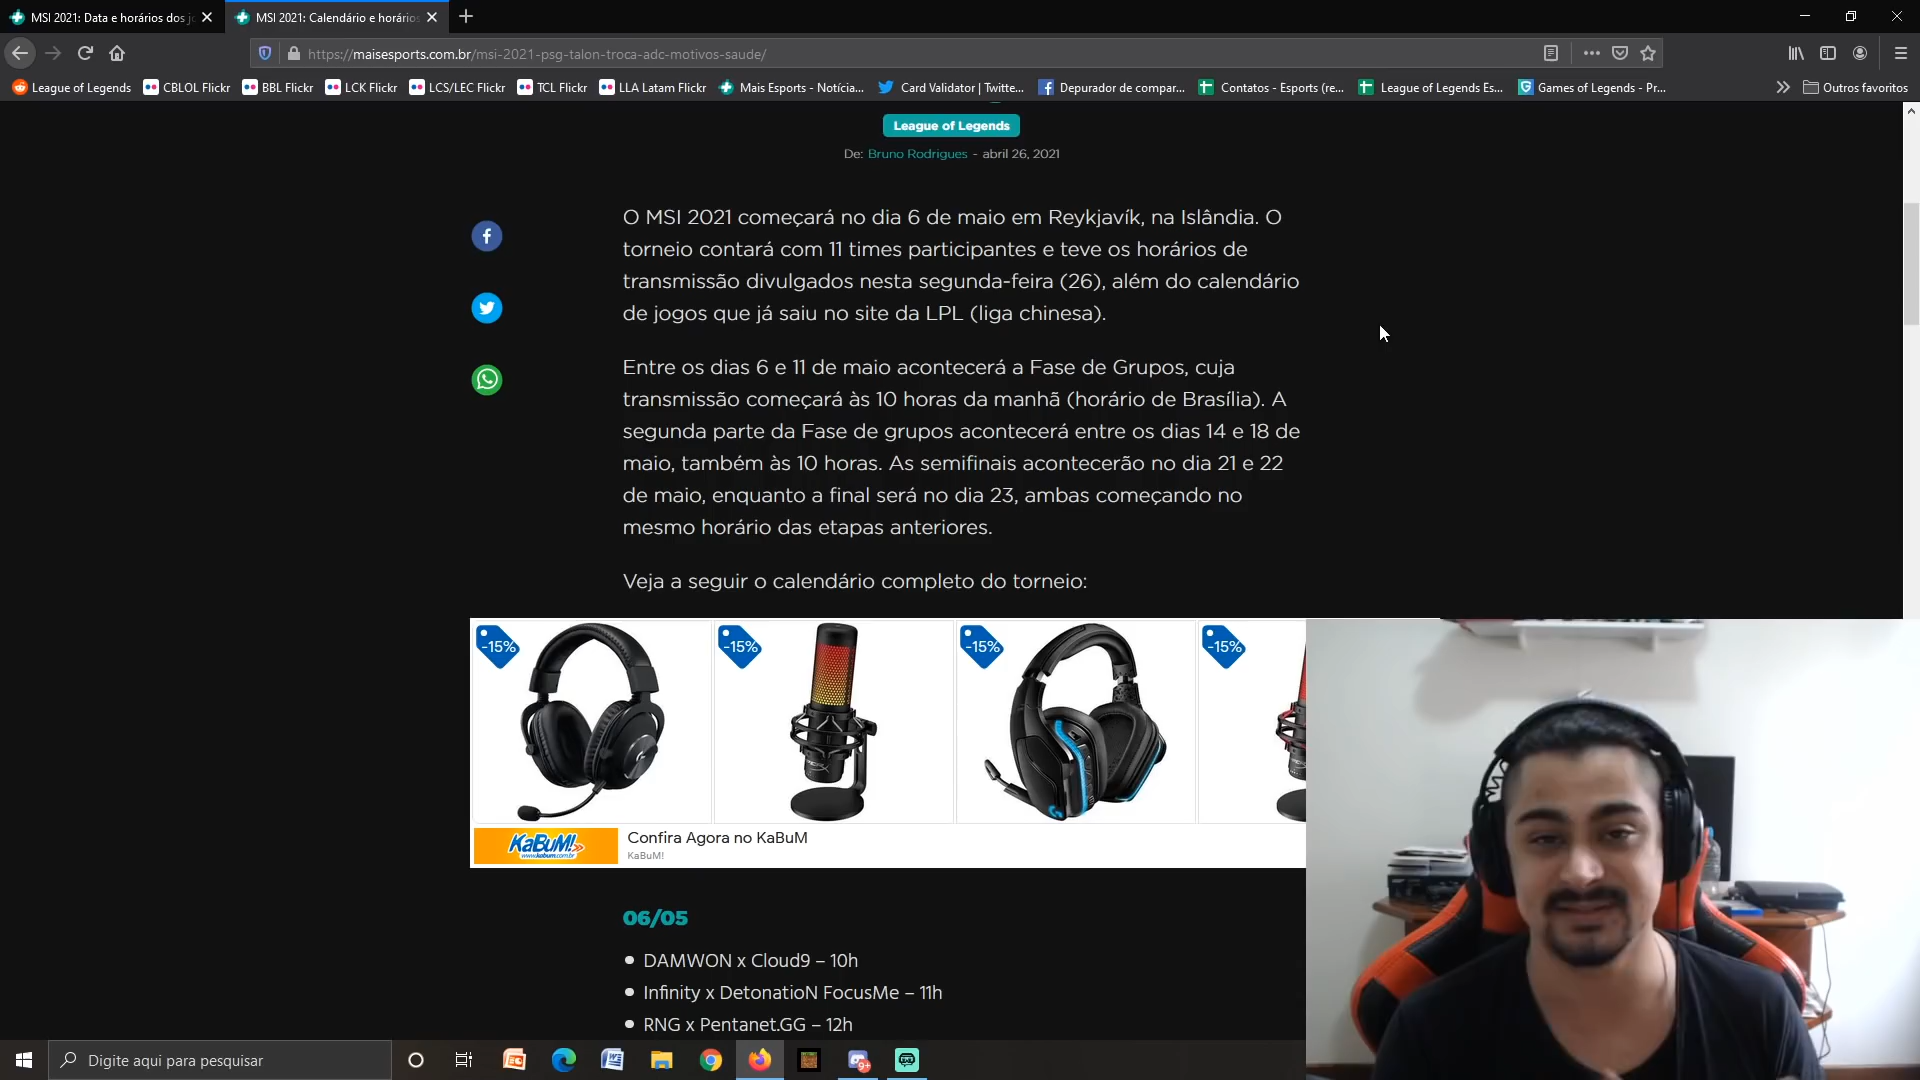 MSI 2021: Data e horários dos j
MSI 2021: Calendário e horários
https://maisesports.com.br/msi-2021-psg-talon-troca-adc-motivos-saude/
League of Legends
CBLOL Flickr
BBL Flickr
LCK Flickr
LCS/LEC Flickr
TCL Flickr
LLA Latam Flickr
Mais Esports - Notícia...
Card Validator | Twitte...
Depurador de compar...
Contatos - Esports (re...
League of Legends Es...
Games of Legends - Pr...
Outros favoritos
League of Legends
De: Bruno Rodrigues - abril 26, 2021
O MSI 2021 começará no dia 6 de maio em Reykjavík, na Islândia. O
torneio contará com 11 times participantes e teve os horários de
transmissão divulgados nesta segunda-feira (26), além do calendário
de jogos que já saiu no site da LPL (liga chinesa).
Entre os dias 6 e 11 de maio acontecerá a Fase de Grupos, cuja
transmissão começará às 10 horas da manhã (horário de Brasília). A
segunda parte da Fase de grupos acontecerá entre os dias 14 e 18 de
maio, também às 10 horas. As semifinais acontecerão no dia 21 e 22
de maio, enquanto a final será no dia 23, ambas começando no
mesmo horário das etapas anteriores.
Veja a seguir o calendário completo do torneio:
-15%
-15%
-15%
-15%
KaBuM!
www.kabum.com.br
Confira Agora no KaBuM
KaBuM!
06/05
DAMWON x Cloud9 – 10h
Infinity x DetonatioN FocusMe – 11h
RNG x Pentanet.GG – 12h
Digite aqui para pesquisar
9+